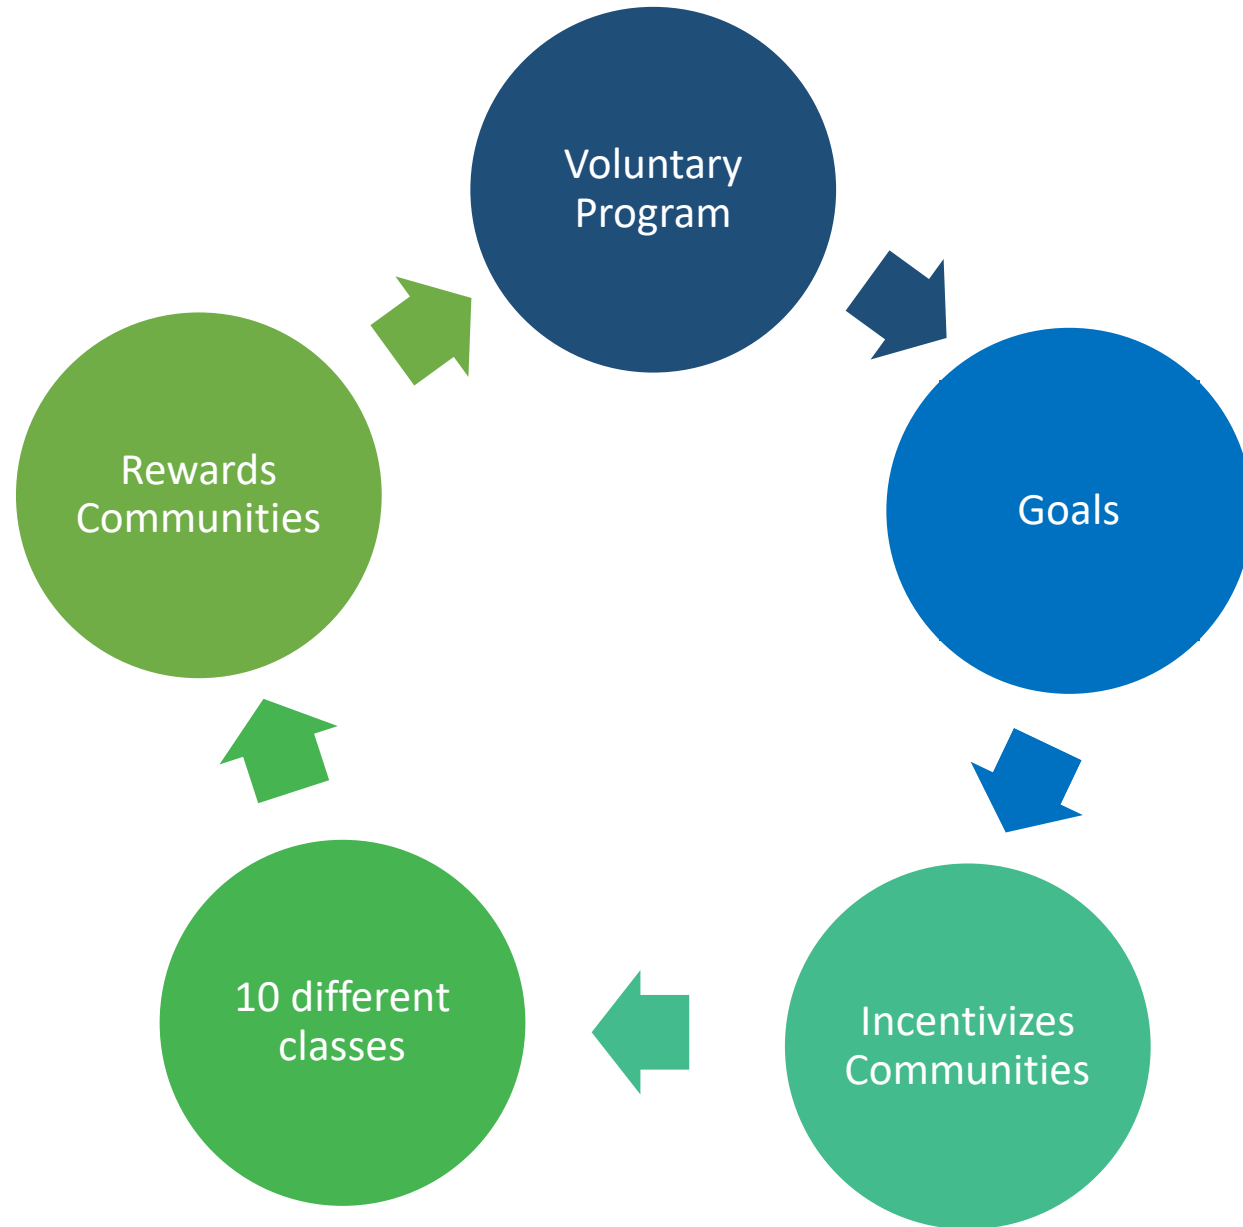 Voluntary
Program
Goals
Incentivizes
Communities
10 different
classes
Rewards
Communities